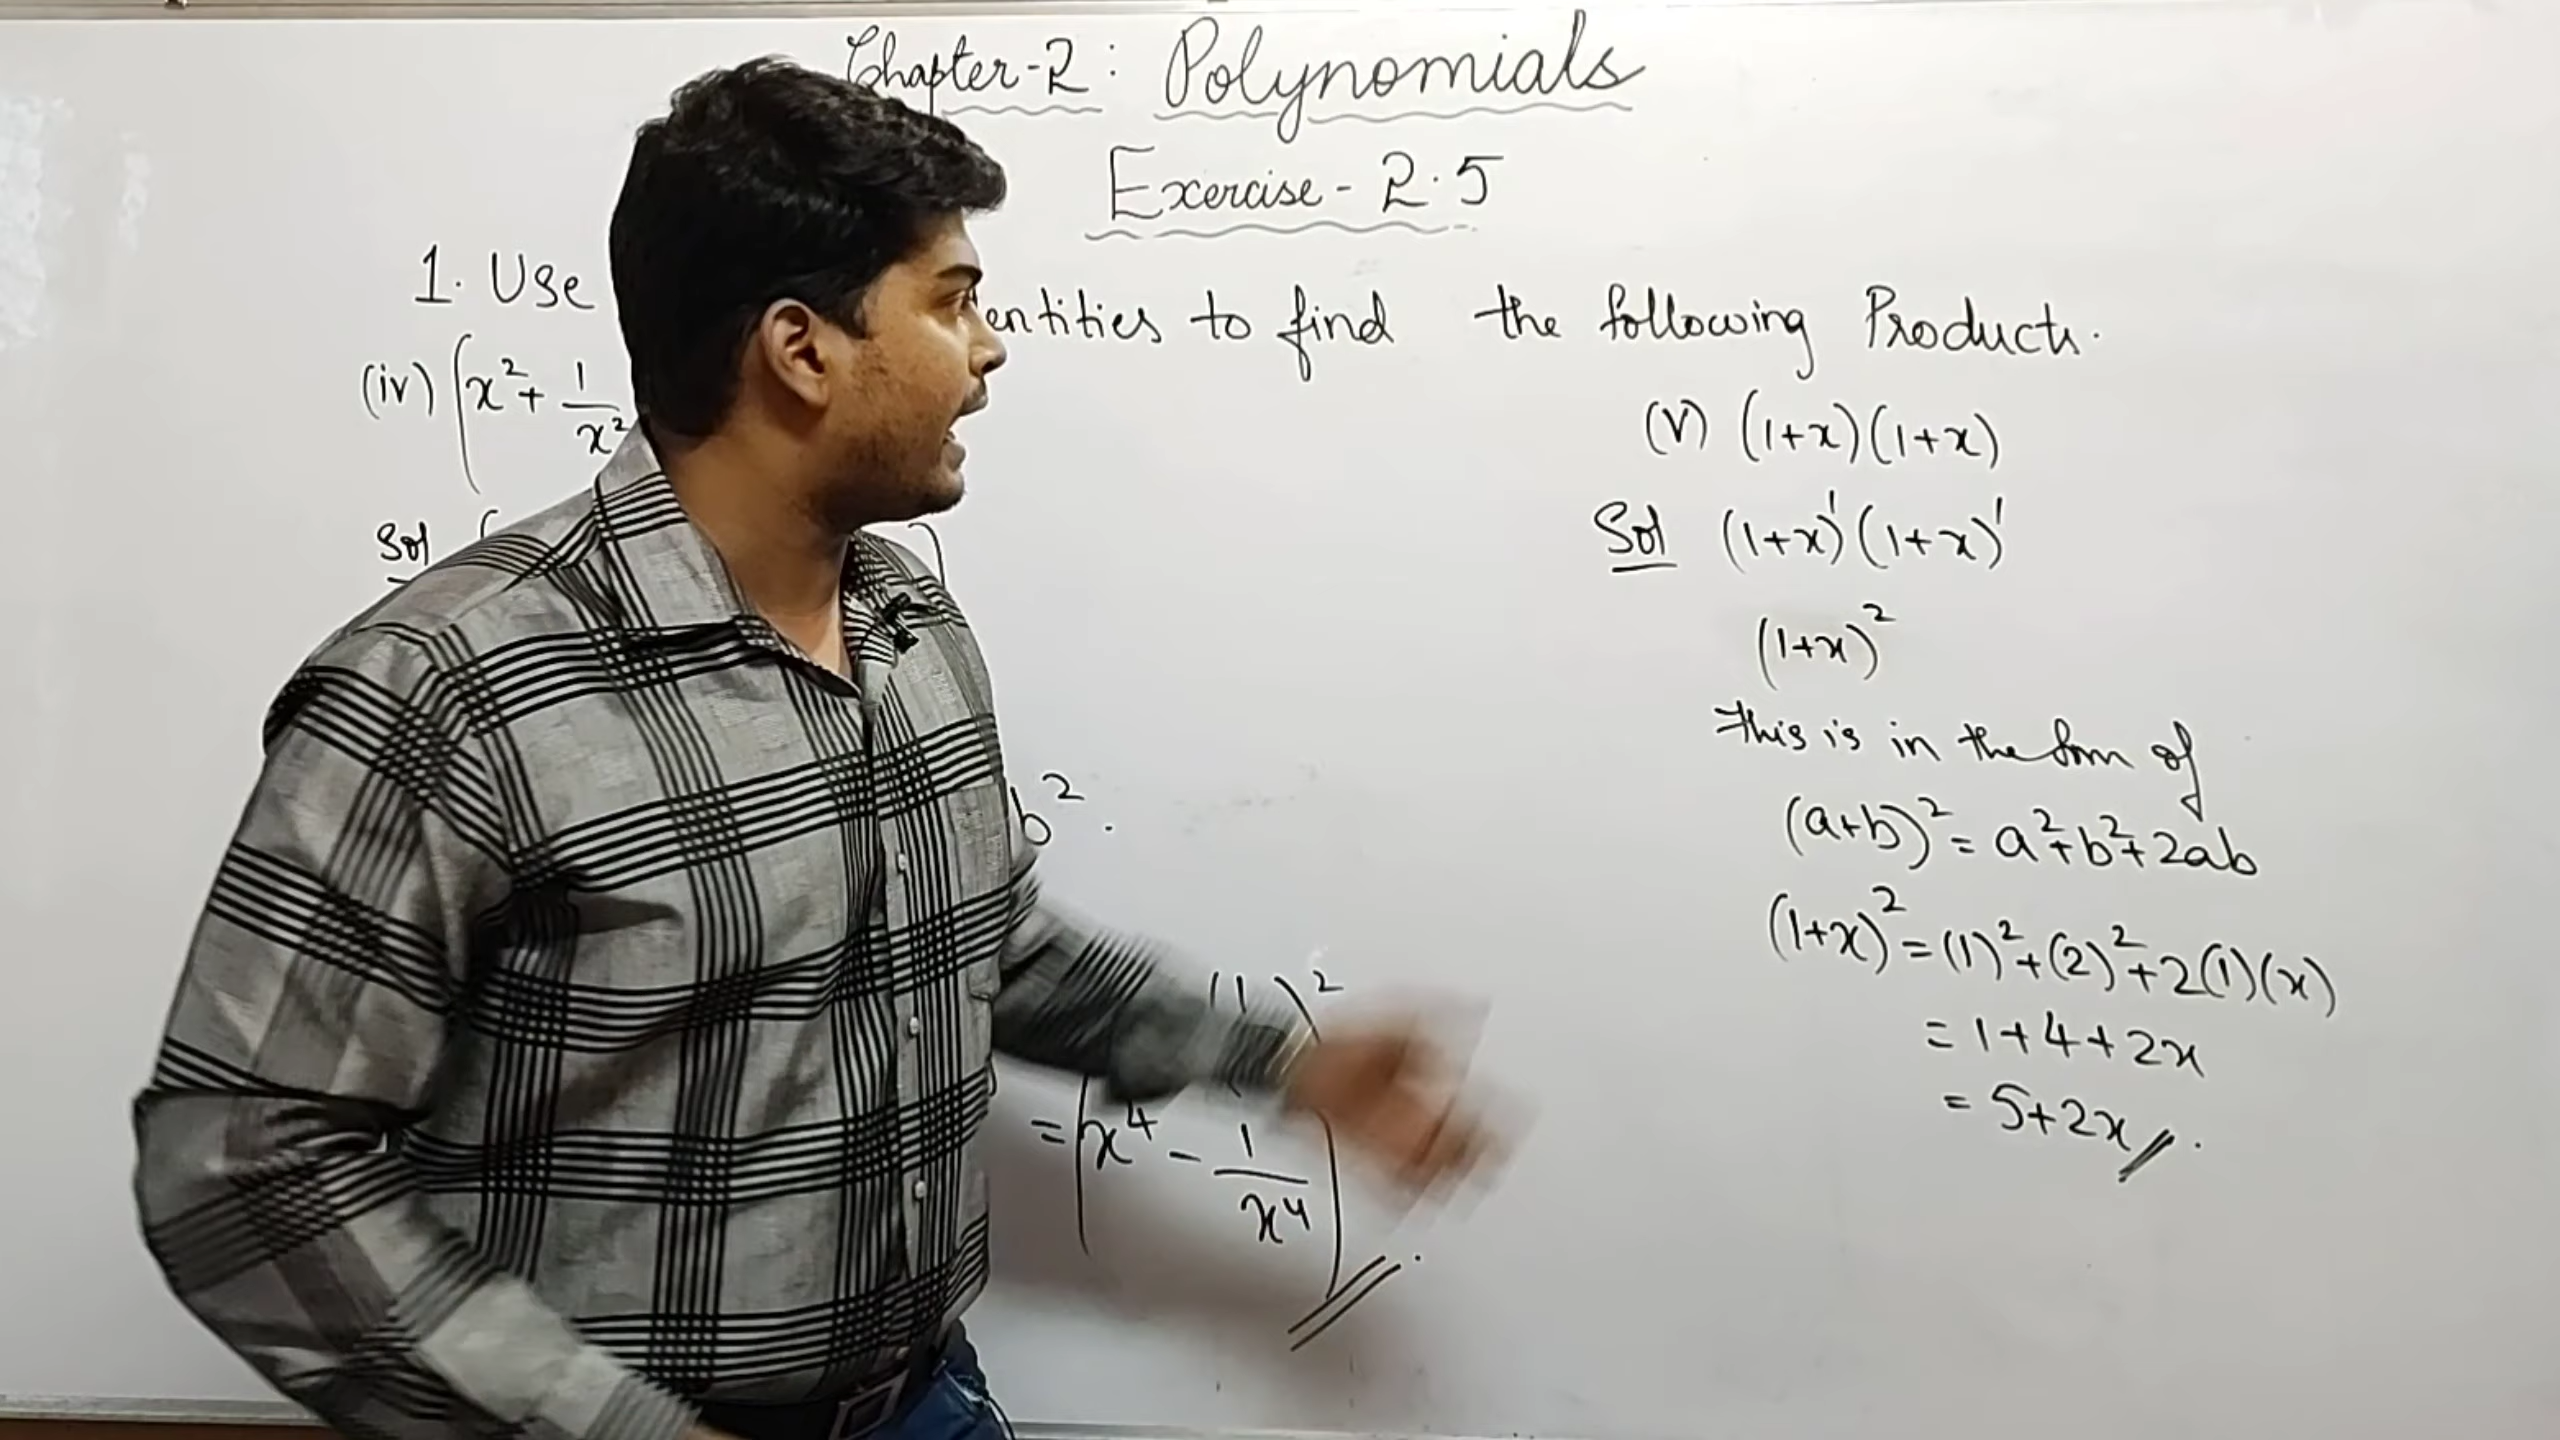 Chapter-2: Polynomials
Exercise-2.5
1. Use entities to find the following Products.
(iv) (x² + 1/x²
Sol (
b².
(1 )²
= (x⁴ - 1/x⁴)
(v) (1+x)(1+x)
Sol (1+x)¹(1+x)¹
(1+x)²
This is in the form of
(a+b)² = a²+b²+2ab
(1+x)² = (1)²+(2)²+2(1)(x)
= 1+4+2x
= 5+2x.